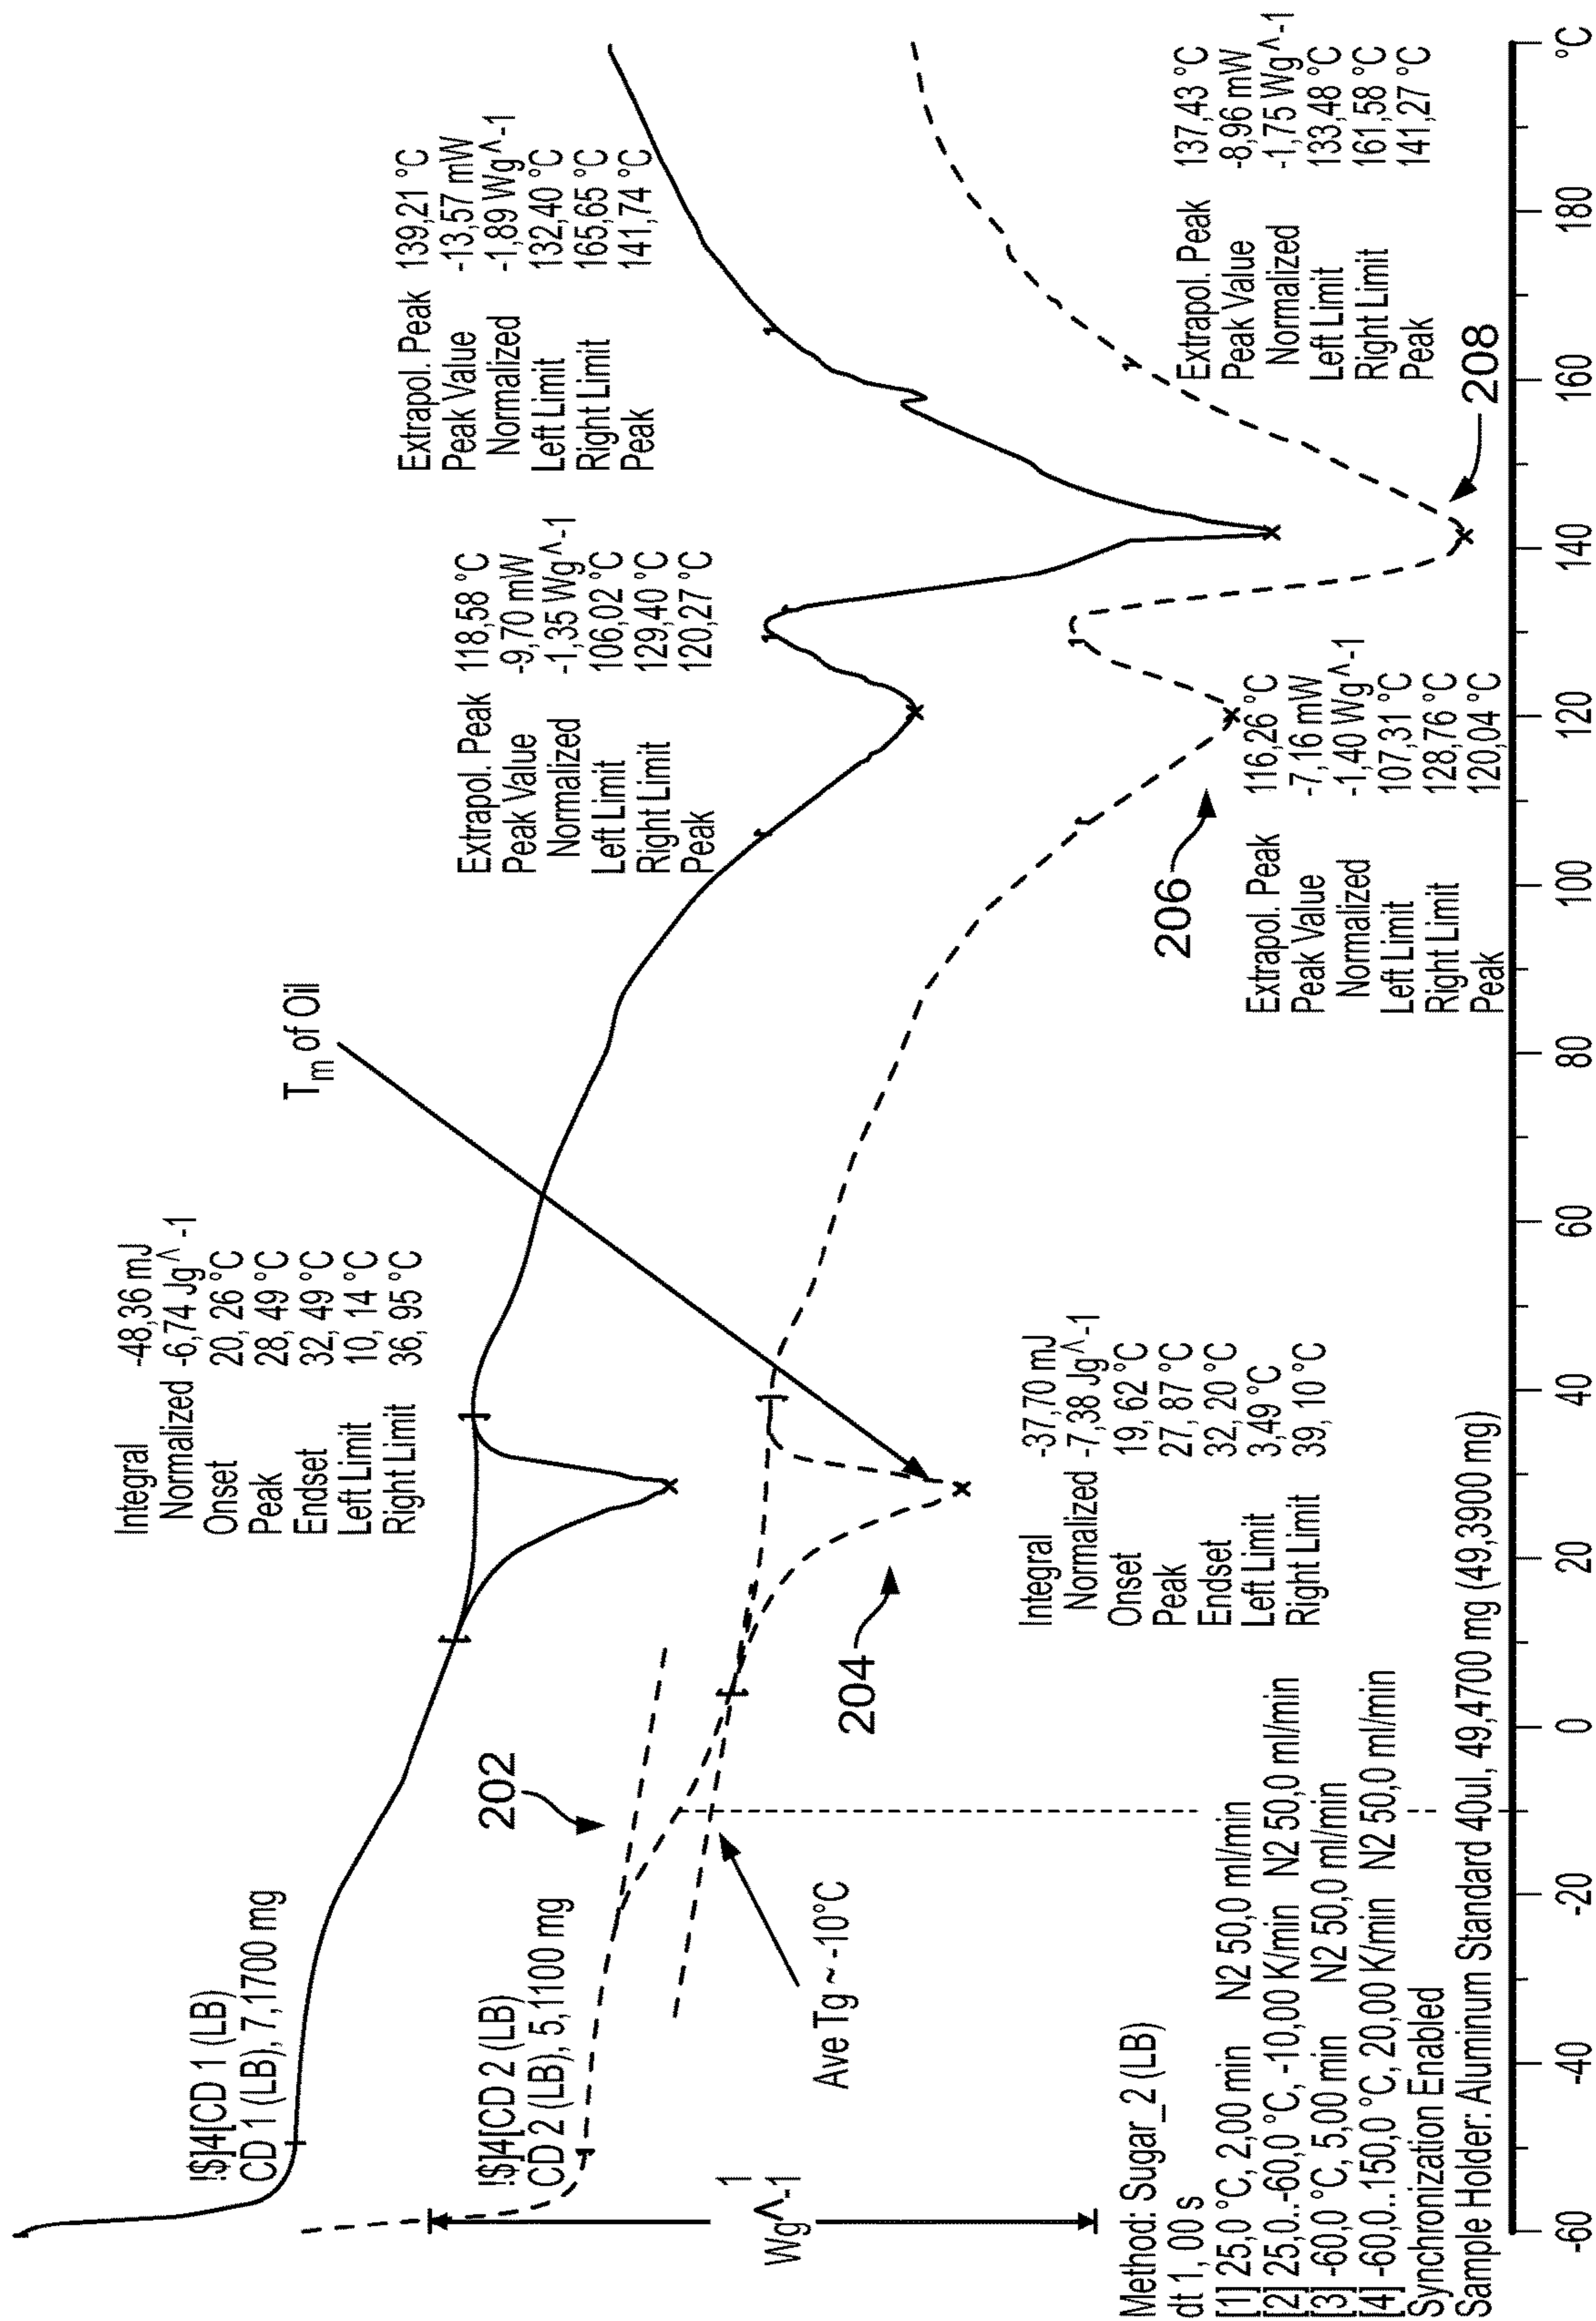 !$]4[CD 1 (LB)
CD 1 (LB), 7,1700 mg
Integral -48,36 mJ
Normalized -6,74 Jg^-1
Onset 20, 26 °C
Peak 28, 49 °C
Endset 32, 49 °C
Left Limit 10, 14 °C
Right Limit 36, 95 °C
Tm of Oil
Extrapol. Peak 118,58 °C
Peak Value -9,70 mW
Normalized -1,35 Wg^-1
Left Limit 106,02 °C
Right Limit 129,40 °C
Peak 120,27 °C
Extrapol. Peak 139,21 °C
Peak Value -13,57 mW
Normalized -1,89 Wg^-1
Left Limit 132,40 °C
Right Limit 165,65 °C
Peak 141,74 °C
!$]4[CD 2 (LB)
CD 2 (LB), 5,1100 mg
202
Ave Tg ~ -10°C
204
1
Wg^-1
Integral -37,70 mJ
Normalized -7,38 Jg^-1
Onset 19, 62 °C
Peak 27, 87 °C
Endset 32, 20 °C
Left Limit 3,49 °C
Right Limit 39, 10 °C
206
Extrapol. Peak 116,26 °C
Peak Value -7,16 mW
Normalized -1,40 Wg^-1
Left Limit 107,31 °C
Right Limit 128,76 °C
Peak 120,04 °C
Extrapol. Peak 137,43 °C
Peak Value -8,96 mW
Normalized -1,75 Wg^-1
Left Limit 133,48 °C
Right Limit 161,58 °C
Peak 141,27 °C
208
Method: Sugar_2 (LB)
dt 1, 00 s
[1] 25,0 °C, 2,00 min N2 50,0 ml/min
[2] 25,0..-60,0 °C, -10,00 K/min N2 50,0 ml/min
[3] -60,0 °C, 5,00 min N2 50,0 ml/min
[4] -60,0..150,0 °C, 20,00 K/min N2 50,0 ml/min
Synchronization Enabled
Sample Holder: Aluminum Standard 40ul, 49,4700 mg (49,3900 mg)
-60 -40 -20 0 20 40 60 80 100 120 140 160 180 °C